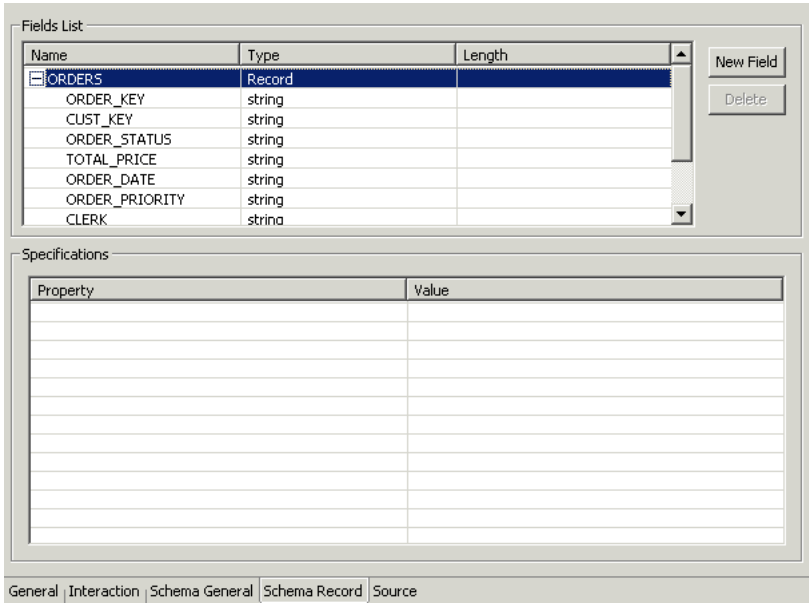 Fields List
Name Type Length
ORDERS Record
ORDER_KEY string
CUST_KEY string
ORDER_STATUS string
TOTAL_PRICE string
ORDER_DATE string
ORDER_PRIORITY string
CLERK string
New Field
Delete
Specifications
Property Value
General Interaction Schema General Schema Record Source